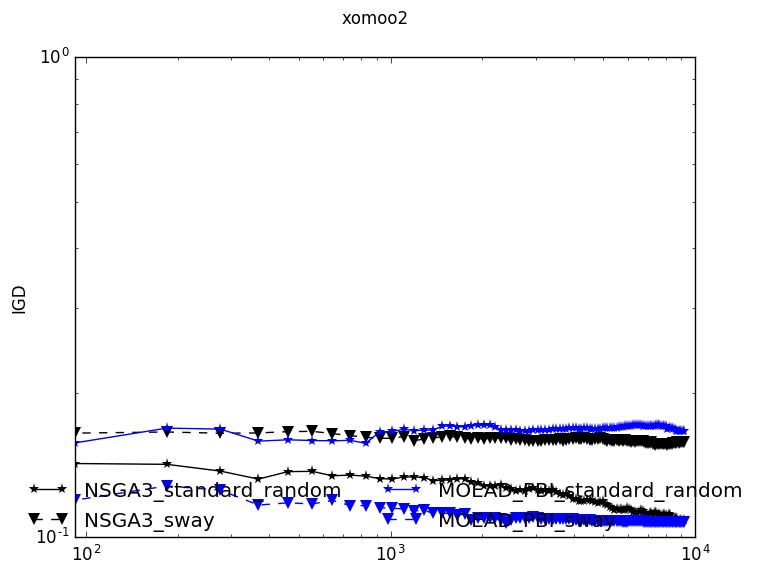 xomoo2
10^0
IGD
NSGA3_standard_random MOEAD_PBI_standard_random
NSGA3_sway MOEAD_PBI_sway
10^-1
10^2 10^3 10^4